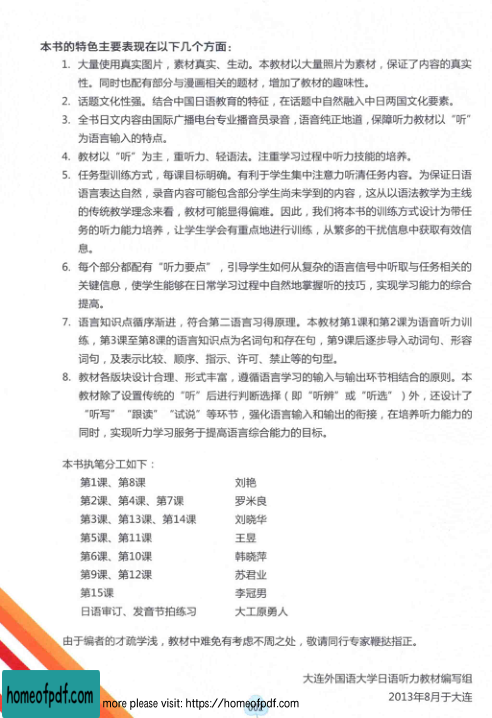 本书的特色主要表现在以下几个方面：
1. 大量使用真实图片，素材真实、生动。本教材以大量照片为素材，保证了内容的真实
性。同时也配有部分与漫画相关的题材，增加了教材的趣味性。
2. 话题文化性强。结合中国日语教育的特征，在话题中自然融入中日两国文化要素。
3. 全书日文内容由国际广播电台专业播音员录音，语音纯正地道，保障听力教材以“听”
为语言输入的特点。
4. 教材以“听”为主，重听力、轻语法。注重学习过程中听力技能的培养。
5. 任务型训练方式，每课目标明确。有利于学生集中注意力听清任务内容。为保证日语
语言表达自然，录音内容可能包含部分学生尚未学到的内容，这从以语法教学为主线
的传统教学理念来看，教材可能显得偏难。因此，我们将本书的训练方式设计为带任
务的听力能力培养，让学生学会有重点地进行训练，从繁多的干扰信息中获取有效信
息。
6. 每个部分都配有“听力要点”，引导学生如何从复杂的语言信号中听取与任务相关的
关键信息，使学生能够在日常学习过程中自然地掌握听的技巧，实现学习能力的综合
提高。
7. 语言知识点循序渐进，符合第二语言习得原理。本教材第1课和第2课为语音听力训
练，第3课至第8课的语言知识点为名词句和存在句，第9课后逐步导入动词句、形容
词句，及表示比较、顺序、指示、许可、禁止等的句型。
8. 教材各版块设计合理、形式丰富，遵循语言学习的输入与输出环节相结合的原则。本
教材除了设置传统的“听”后进行判断选择（即“听辨”或“听选”）外，还设计了
“听写”“跟读”“试说”等环节，强化语言输入和输出的衔接，在培养听力能力的
同时，实现听力学习服务于提高语言综合能力的目标。
本书执笔分工如下：
第1课、第8课 刘艳
第2课、第4课、第7课 罗米良
第3课、第13课、第14课 刘晓华
第5课、第11课 王昱
第6课、第10课 韩晓萍
第9课、第12课 苏君业
第15课 李冠男
日语审订、发音节拍练习 大工原勇人
由于编者的才疏学浅，教材中难免有考虑不周之处，敬请同行专家鞭挞指正。
大连外国语大学日语听力教材编写组
2013年8月于大连
homeofpdf.com
more please visit: https://homeofpdf.com